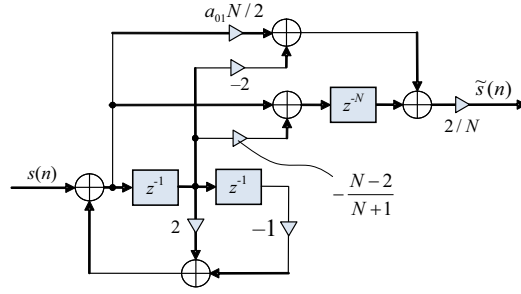 a₀₁N/2
−2
z⁻ᴺ
s̃(n)
2/N
s(n)
z⁻¹
z⁻¹
−(N−2)/(N+1)
2
−1